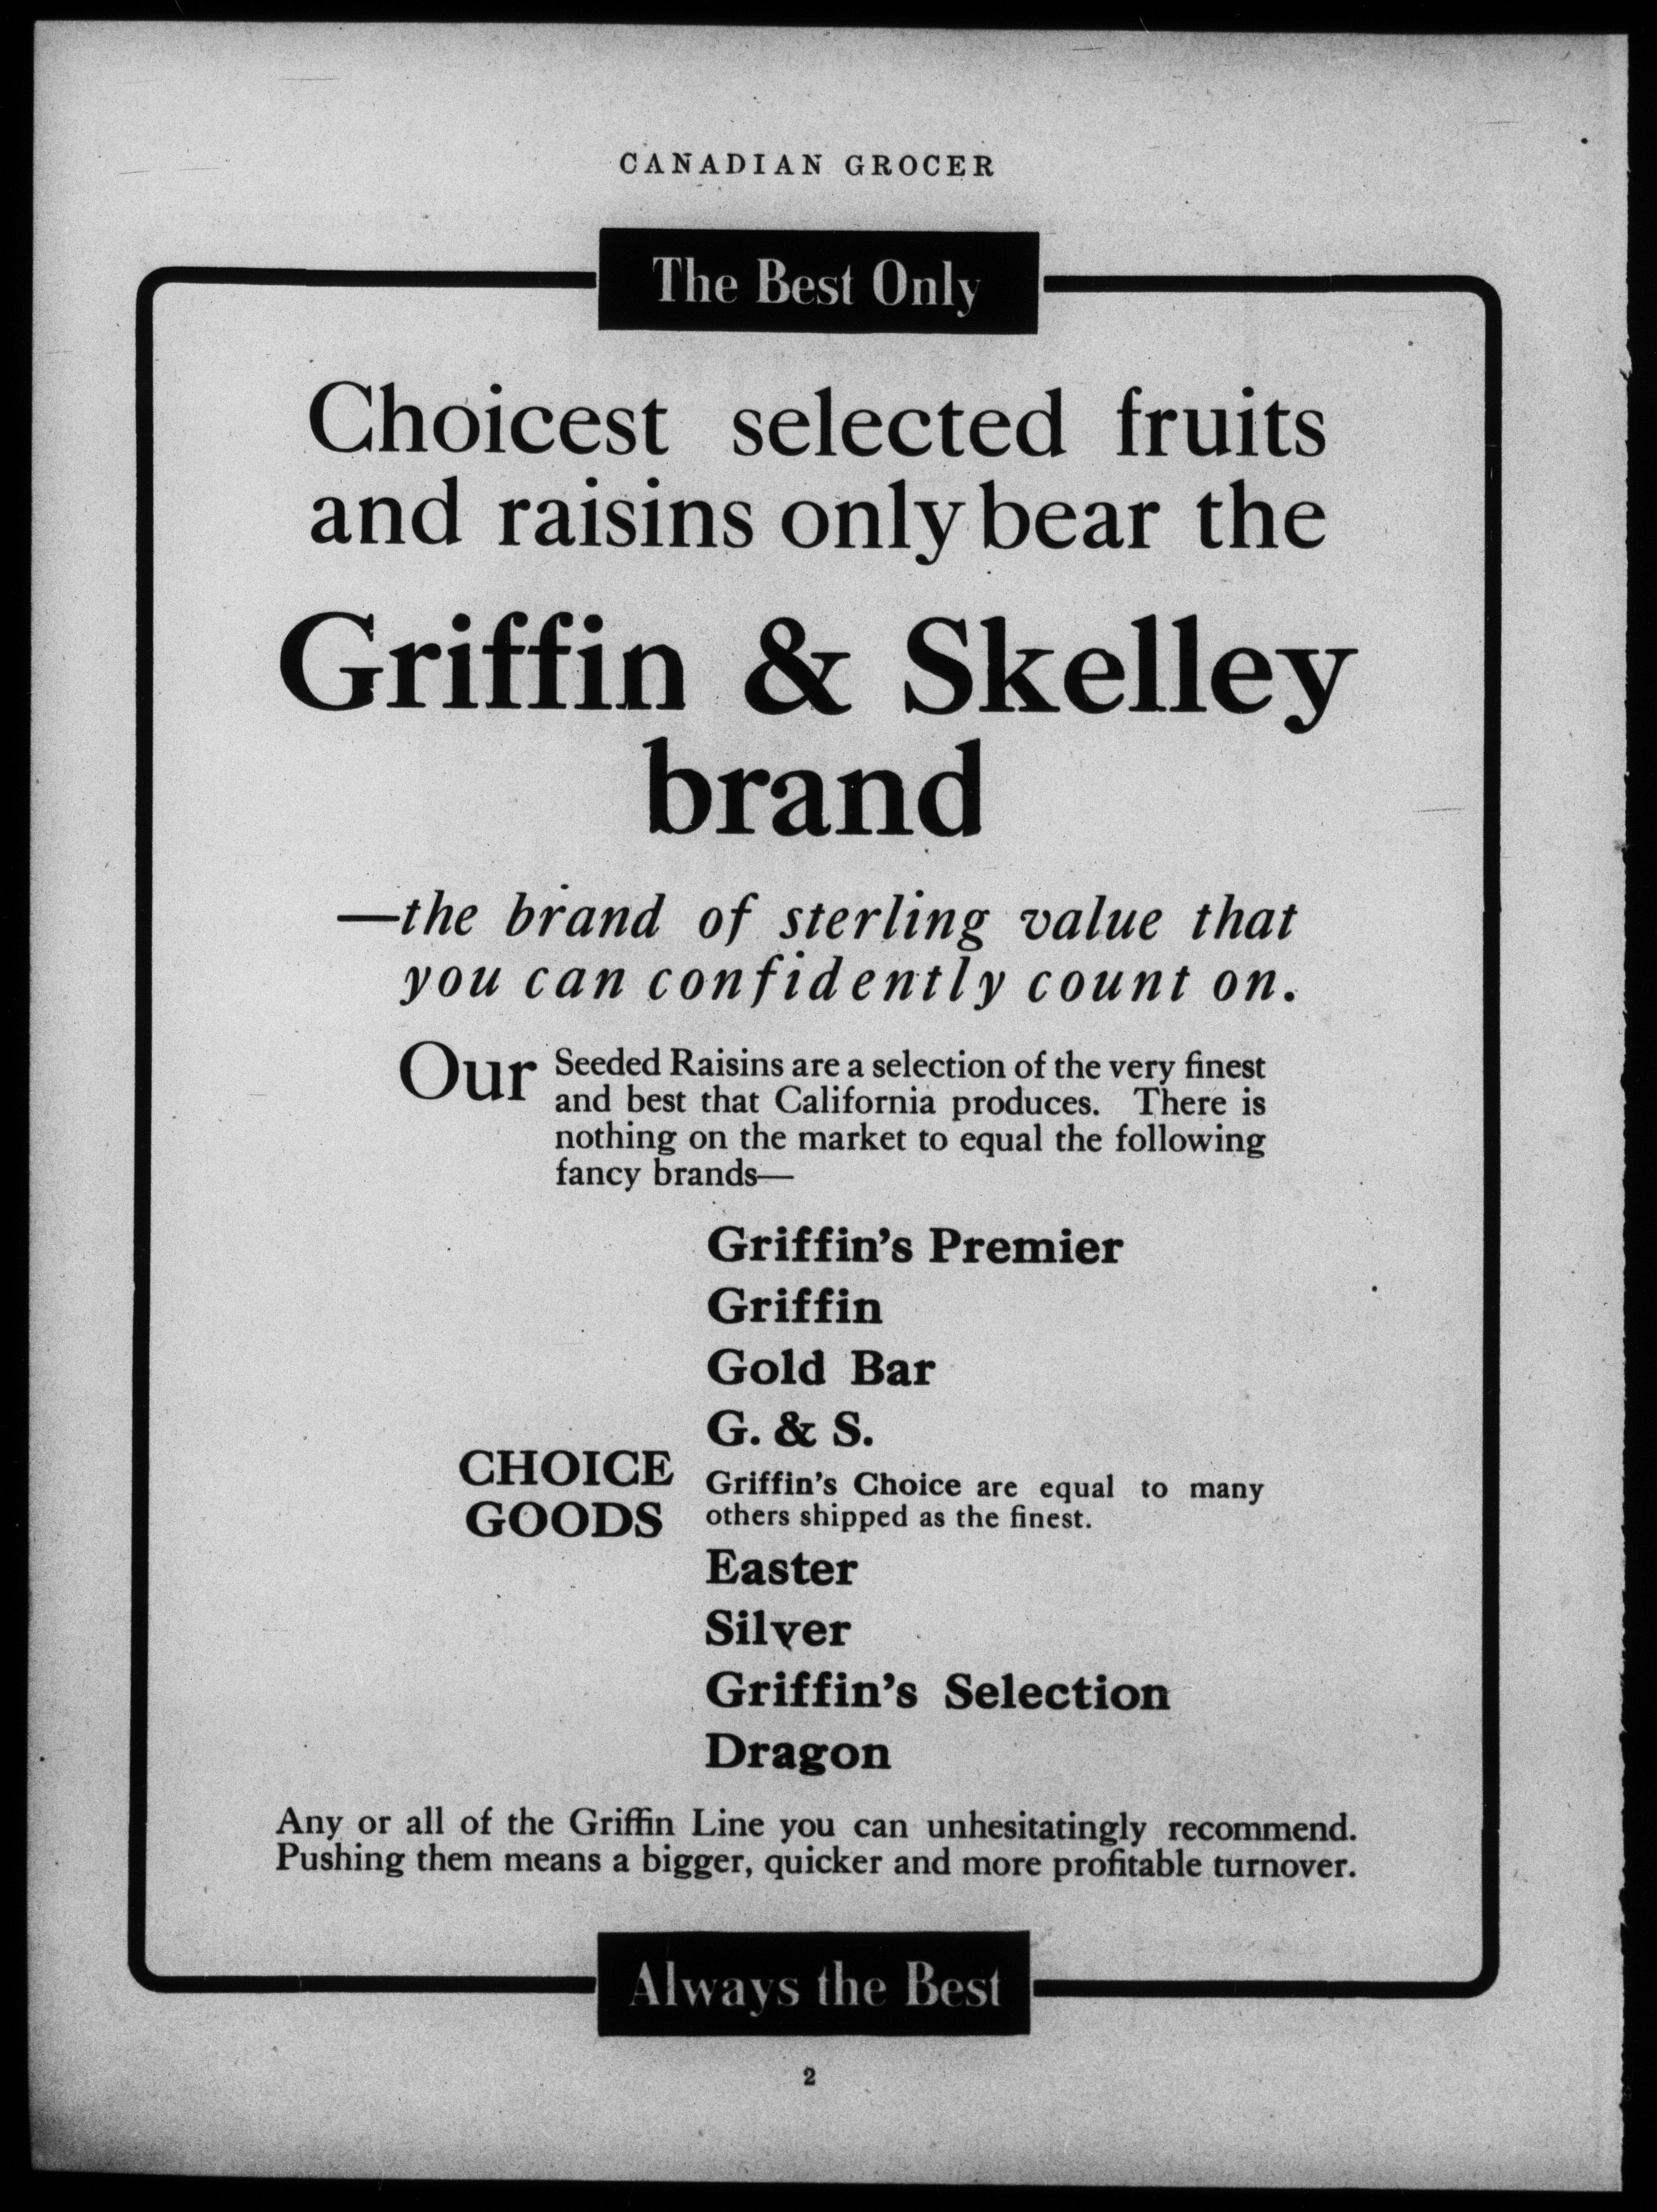 CANADIAN GROCER
The Best Only
Choicest selected fruits
and raisins only bear the
Griffin & Skelley
brand
—the brand of sterling value that
you can confidently count on.
Our Seeded Raisins are a selection of the very finest
and best that California produces. There is
nothing on the market to equal the following
fancy brands—
Griffin's Premier
Griffin
Gold Bar
G. & S.
CHOICE
GOODS
Griffin's Choice are equal to many
others shipped as the finest.
Easter
Silver
Griffin's Selection
Dragon
Any or all of the Griffin Line you can unhesitatingly recommend.
Pushing them means a bigger, quicker and more profitable turnover.
Always the Best
2